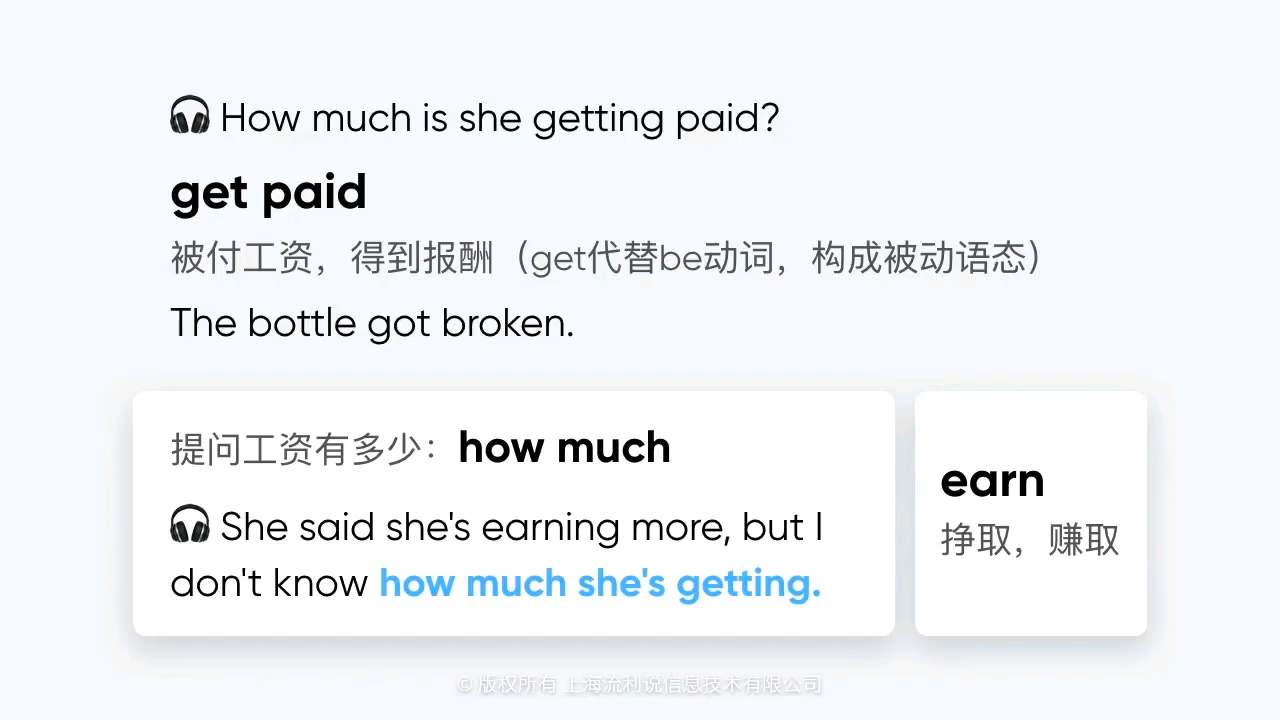 How much is she getting paid?
get paid
被付工资，得到报酬（get代替be动词，构成被动语态）
The bottle got broken.
提问工资有多少：how much
She said she's earning more, but I
don't know how much she's getting.
earn
挣取，赚取
© 版权所有 上海流利说信息技术有限公司